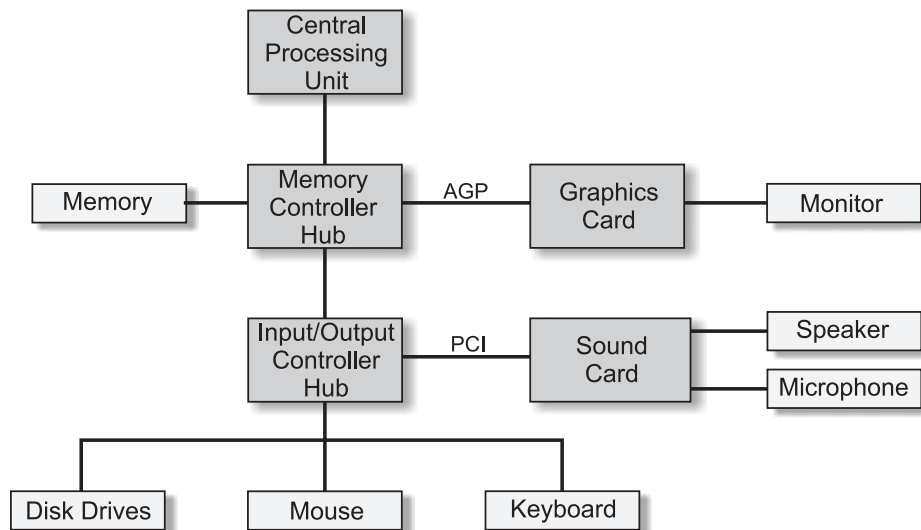 Central
Processing
Unit
Memory
Memory
Controller
Hub
AGP
Graphics
Card
Monitor
Input/Output
Controller
Hub
PCI
Sound
Card
Speaker
Microphone
Disk Drives
Mouse
Keyboard